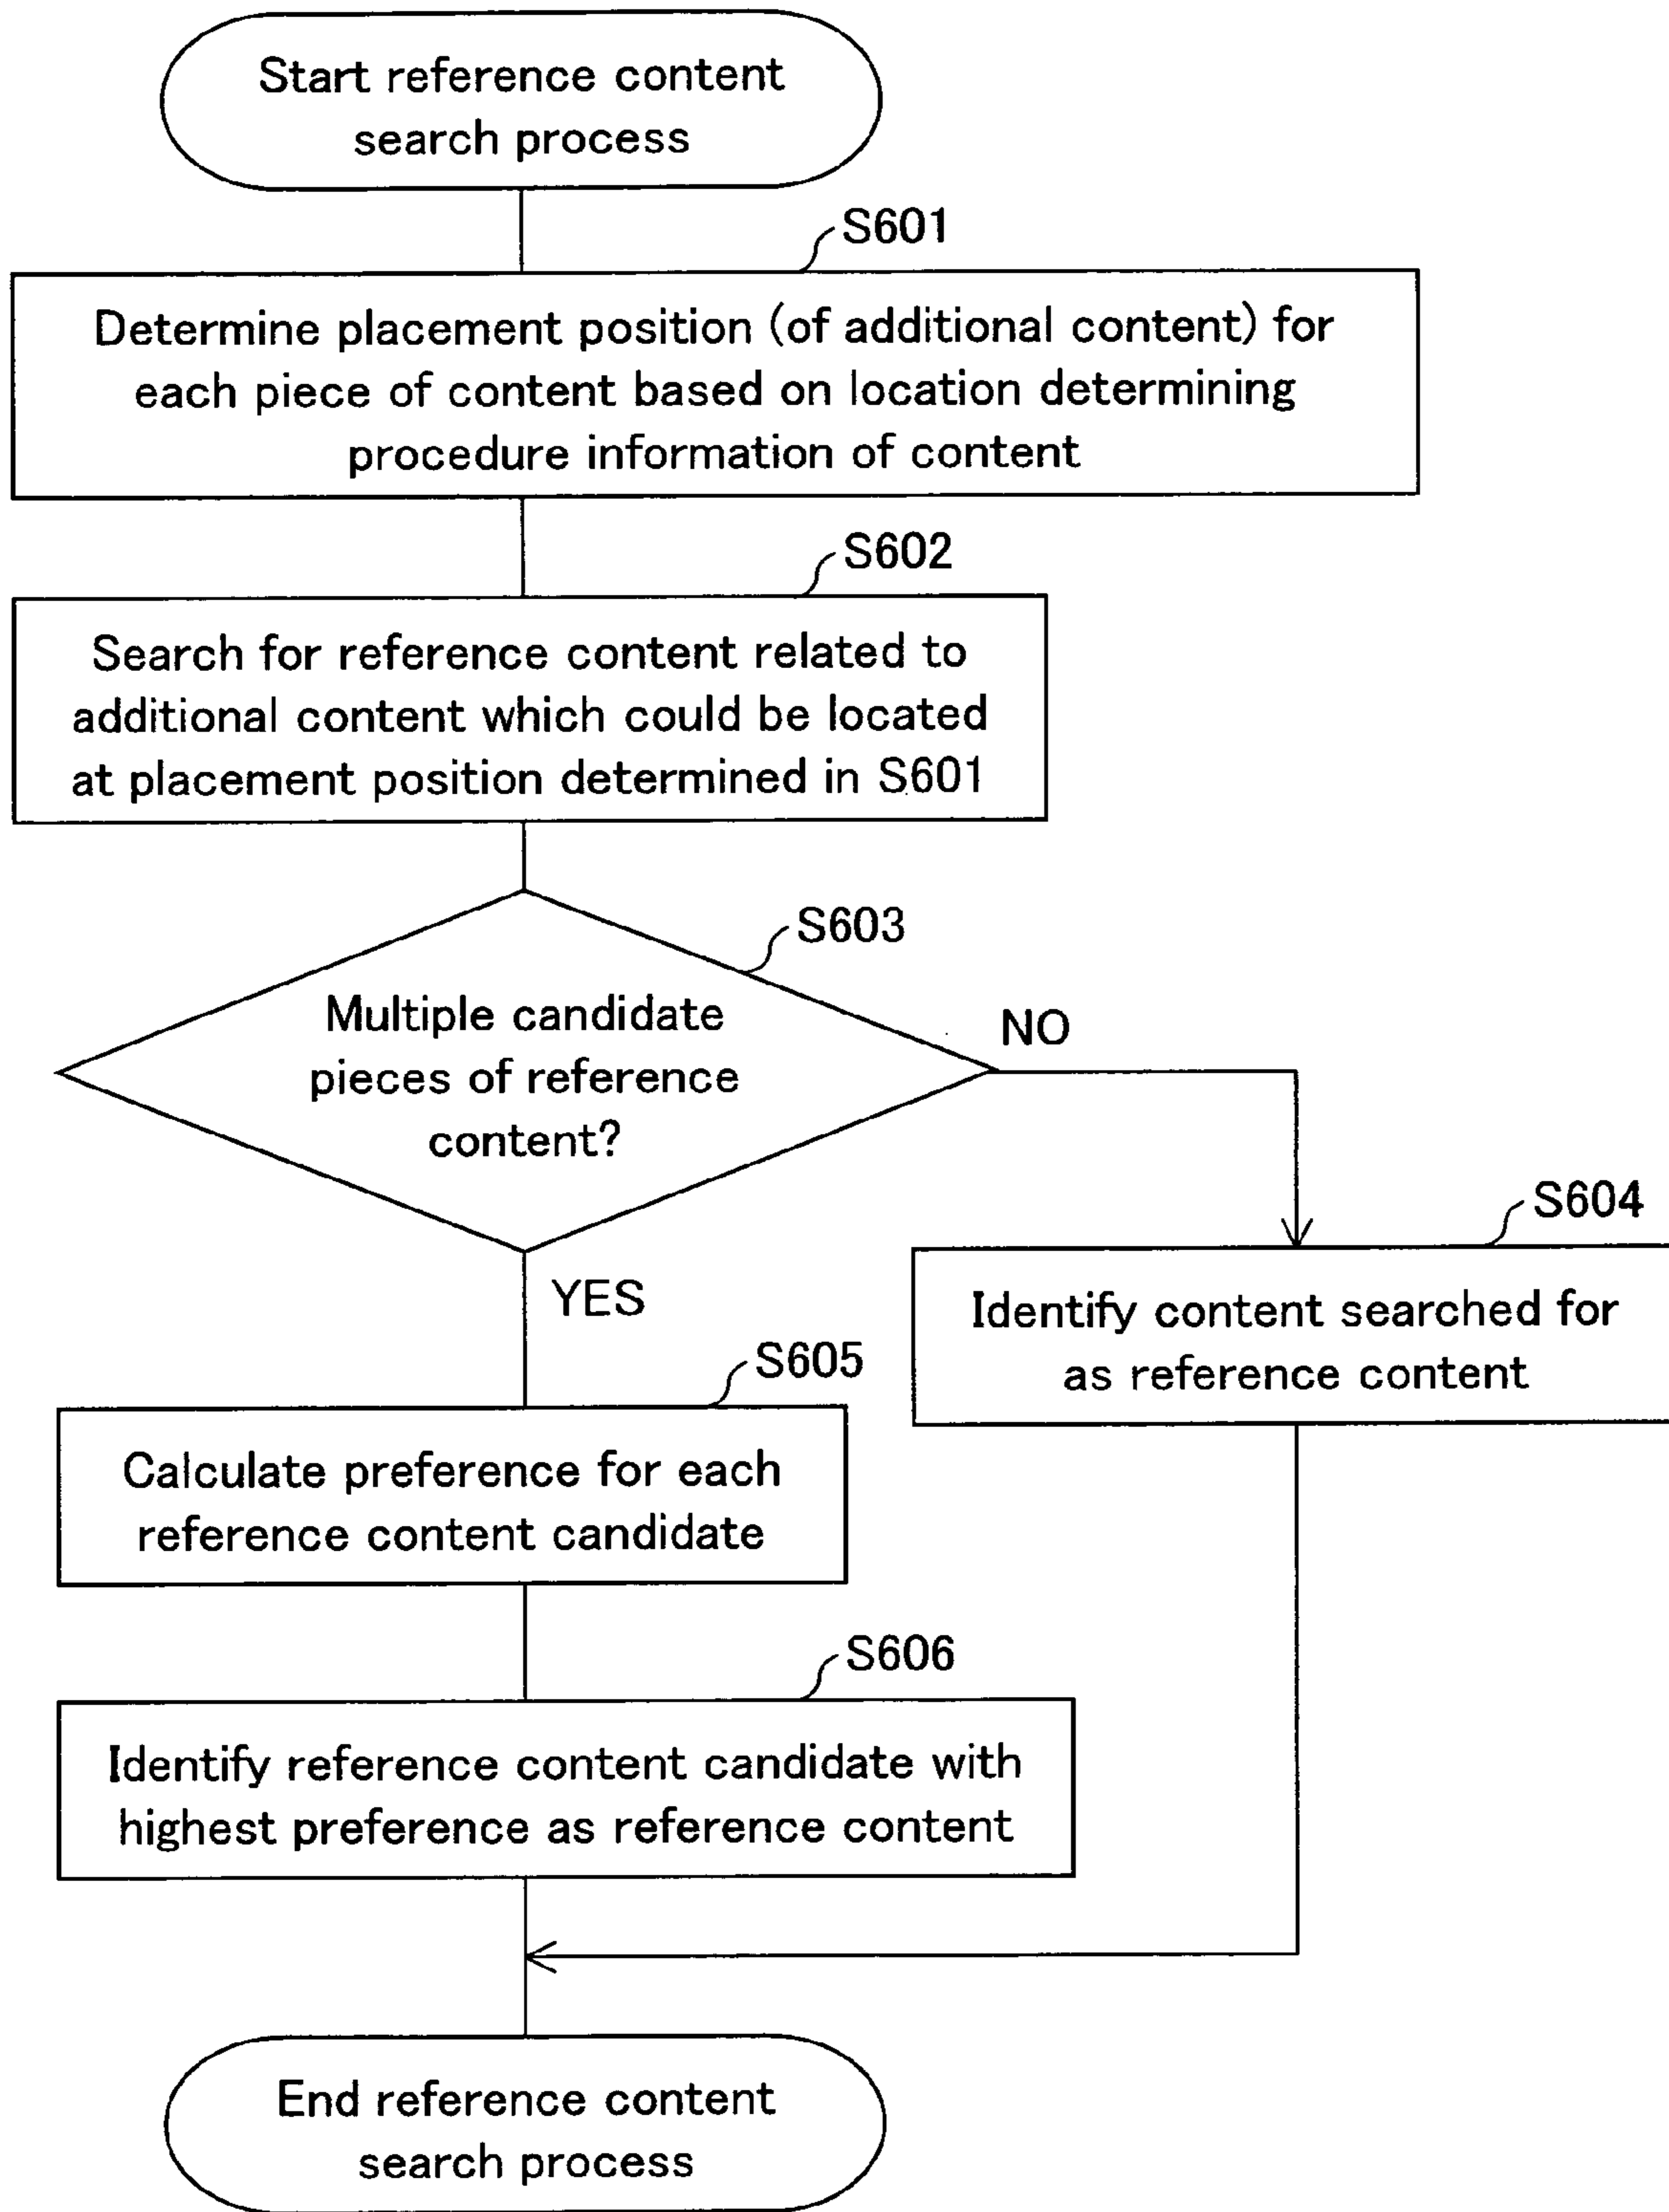 Start reference content
search process
S601
Determine placement position (of additional content) for
each piece of content based on location determining
procedure information of content
S602
Search for reference content related to
additional content which could be located
at placement position determined in S601
S603
Multiple candidate
pieces of reference
content?
NO
YES
S604
Identify content searched for
as reference content
S605
Calculate preference for each
reference content candidate
S606
Identify reference content candidate with
highest preference as reference content
End reference content
search process